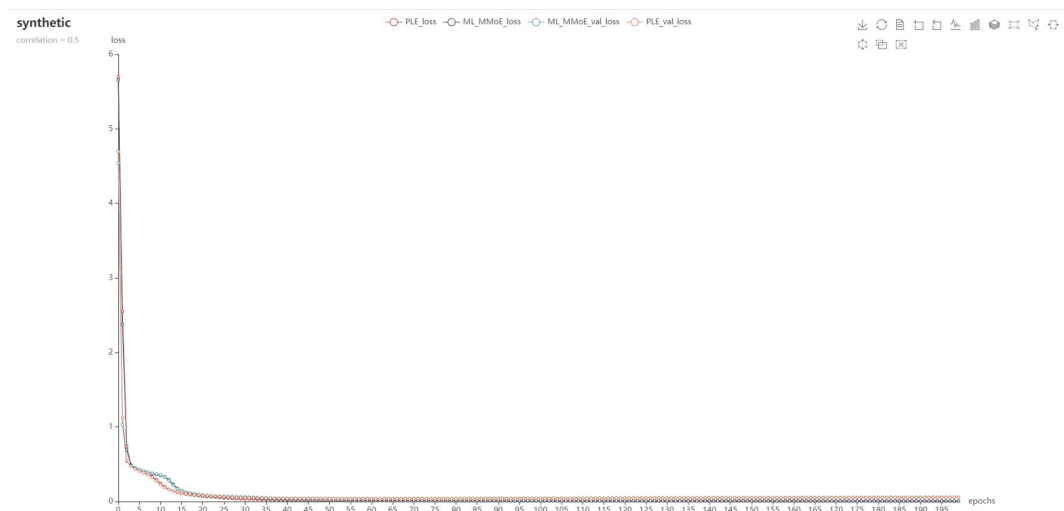 synthetic
correlation = 0.5
PLE_loss ML_MMoE_loss ML_MMoE_val_loss PLE_val_loss
loss
6
5
4
3
2
1
0
0 5 10 15 20 25 30 35 40 45 50 55 60 65 70 75 80 85 90 95 100 105 110 115 120 125 130 135 140 145 150 155 160 165 170 175 180 185 190 195
epochs